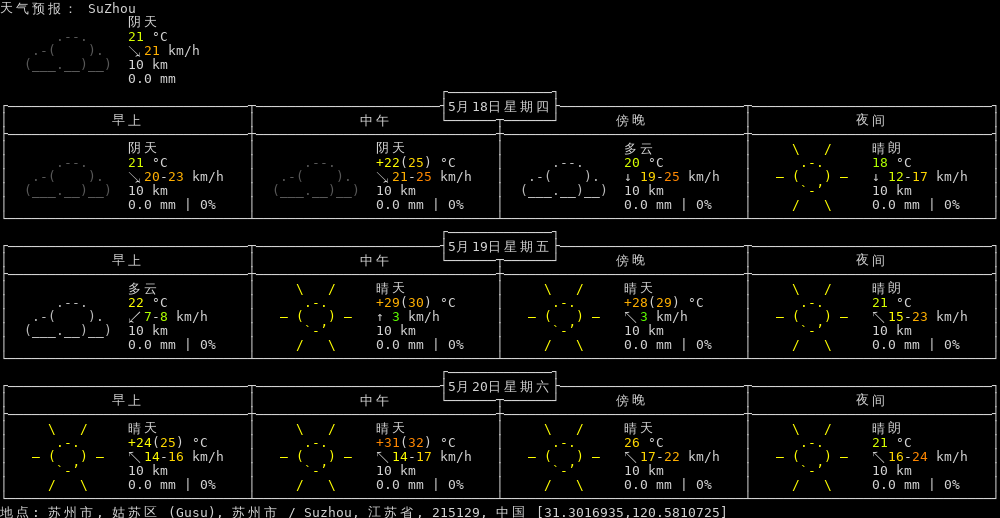 天气预报： SuZhou
阴天
21 °C
↘ 21 km/h
10 km
0.0 mm
5月18日星期四
早上 中午 傍晚 夜间
阴天 阴天 多云 晴朗
21 °C +22(25) °C 20 °C 18 °C
↘ 20-23 km/h ↘ 21-25 km/h ↓ 19-25 km/h ↓ 12-17 km/h
10 km 10 km 10 km 10 km
0.0 mm | 0% 0.0 mm | 0% 0.0 mm | 0% 0.0 mm | 0%
5月19日星期五
早上 中午 傍晚 夜间
多云 晴天 晴天 晴朗
22 °C +29(30) °C +28(29) °C 21 °C
↙ 7-8 km/h ↑ 3 km/h ↖ 3 km/h ↖ 15-23 km/h
10 km 10 km 10 km 10 km
0.0 mm | 0% 0.0 mm | 0% 0.0 mm | 0% 0.0 mm | 0%
5月20日星期六
早上 中午 傍晚 夜间
晴天 晴天 晴天 晴朗
+24(25) °C +31(32) °C 26 °C 21 °C
↖ 14-16 km/h ↖ 14-17 km/h ↖ 17-22 km/h ↖ 16-24 km/h
10 km 10 km 10 km 10 km
0.0 mm | 0% 0.0 mm | 0% 0.0 mm | 0% 0.0 mm | 0%
地点: 苏州市, 姑苏区 (Gusu), 苏州市 / Suzhou, 江苏省, 215129, 中国 [31.3016935,120.5810725]